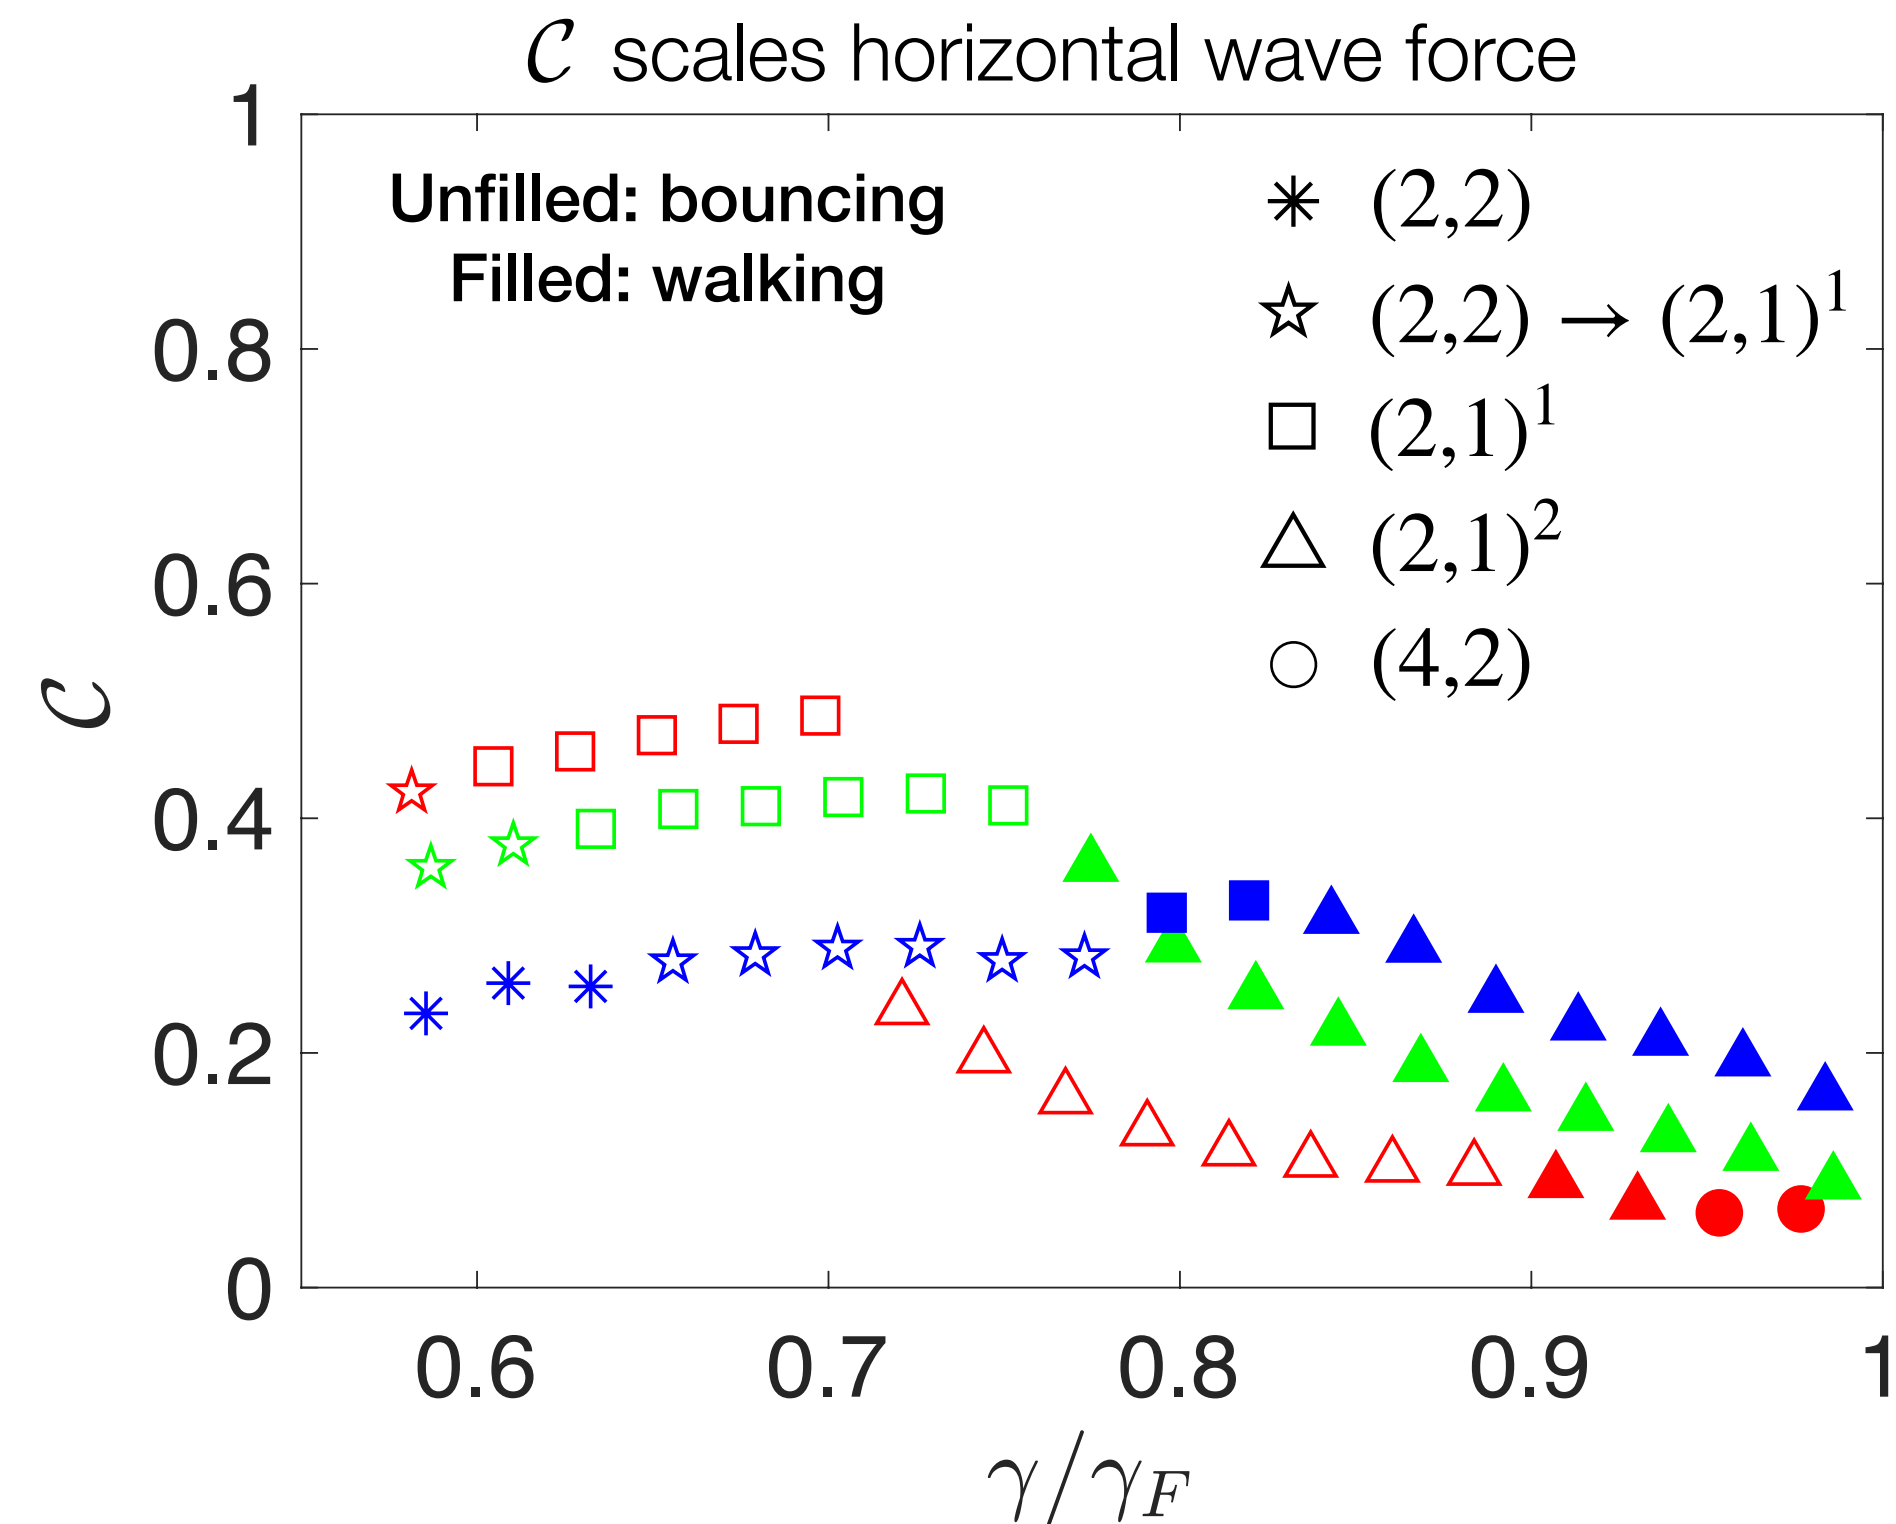 𝒞 scales horizontal wave force
Unfilled: bouncing
Filled: walking
(2,2)
(2,2) → (2,1)¹
(2,1)¹
(2,1)²
(4,2)
1
0.8
0.6
0.4
0.2
0
𝒞
0.6 0.7 0.8 0.9 1
γ/γ_F